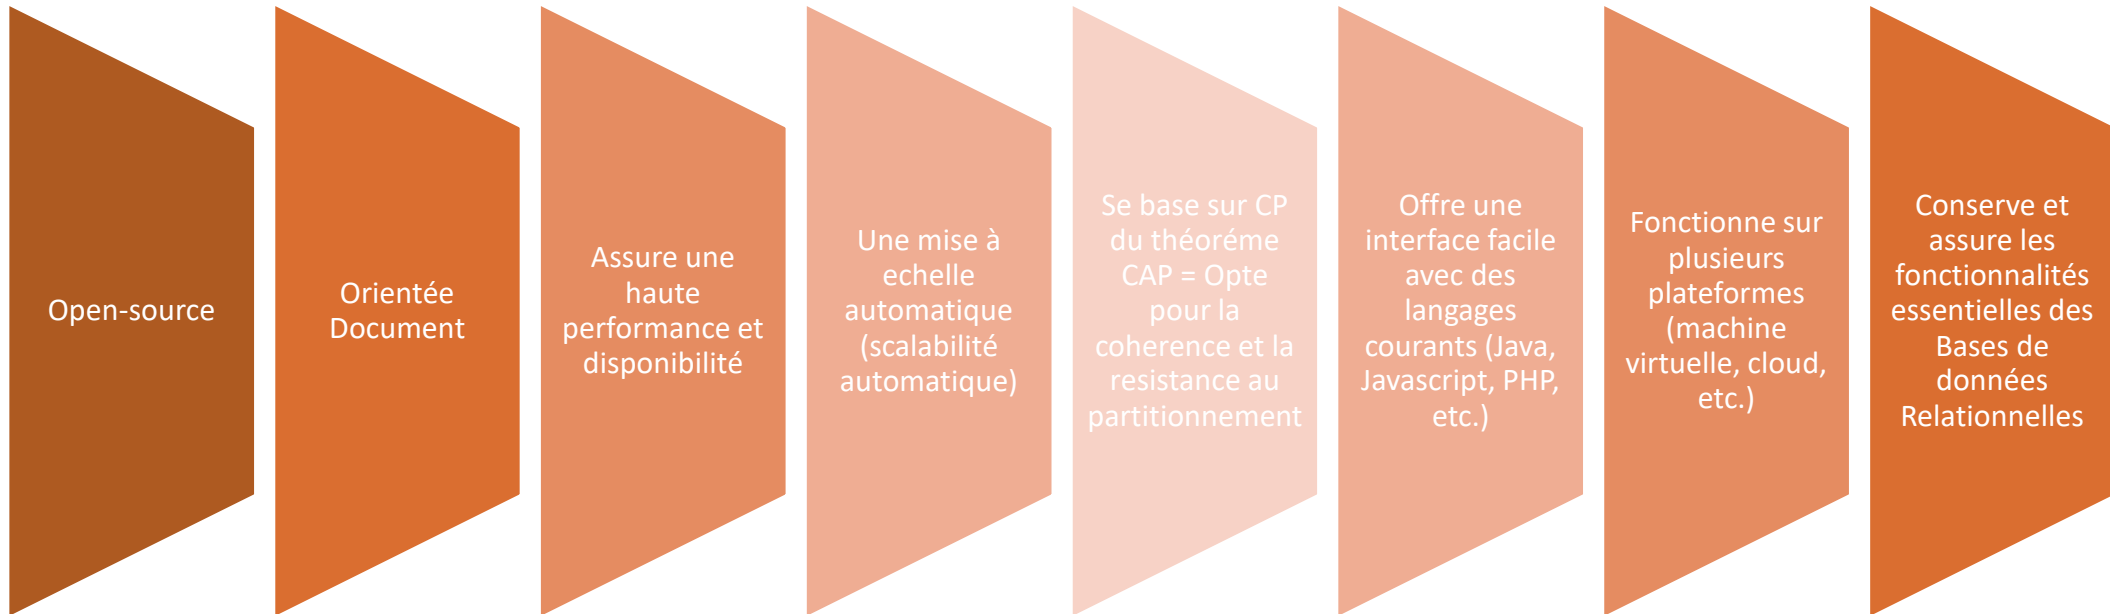 Open-source
Orientée
Document
Assure une
haute
performance et
disponibilité
Une mise à
echelle
automatique
(scalabilité
automatique)
Se base sur CP
du théoréme
CAP = Opte
pour la
coherence et la
resistance au
partitionnement
Offre une
interface facile
avec des
langages
courants (Java,
Javascript, PHP,
etc.)
Fonctionne sur
plusieurs
plateformes
(machine
virtuelle, cloud,
etc.)
Conserve et
assure les
fonctionnalités
essentielles des
Bases de
données
Relationnelles